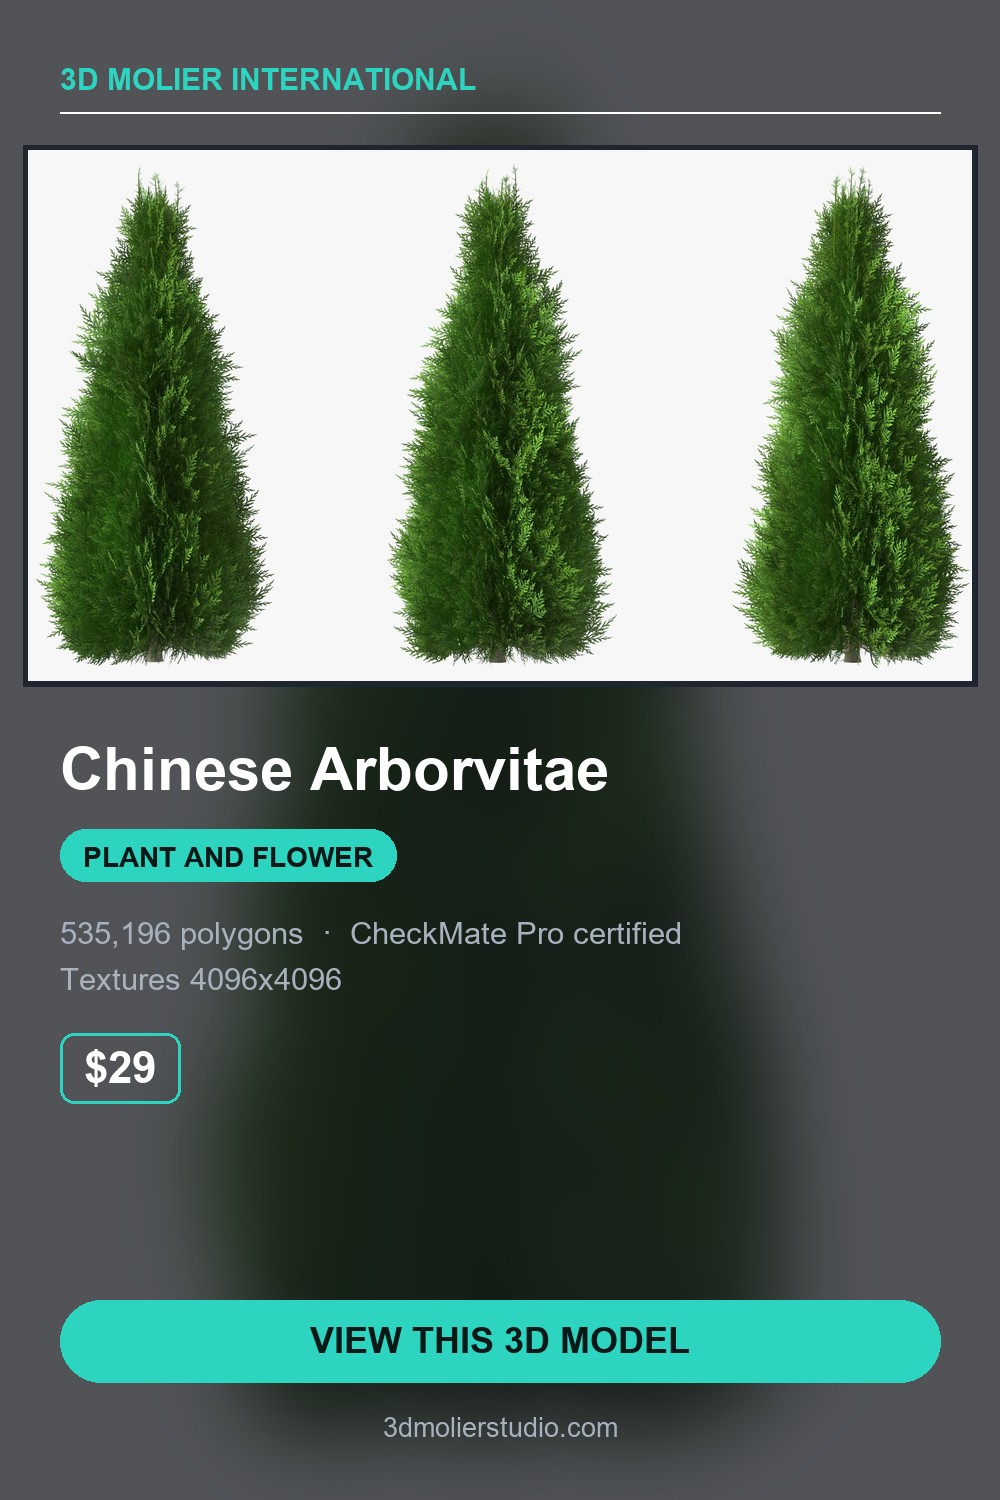 3D MOLIER INTERNATIONAL
Chinese Arborvitae
PLANT AND FLOWER
535,196 polygons · CheckMate Pro certified
Textures 4096x4096
$29
VIEW THIS 3D MODEL
3dmolierstudio.com